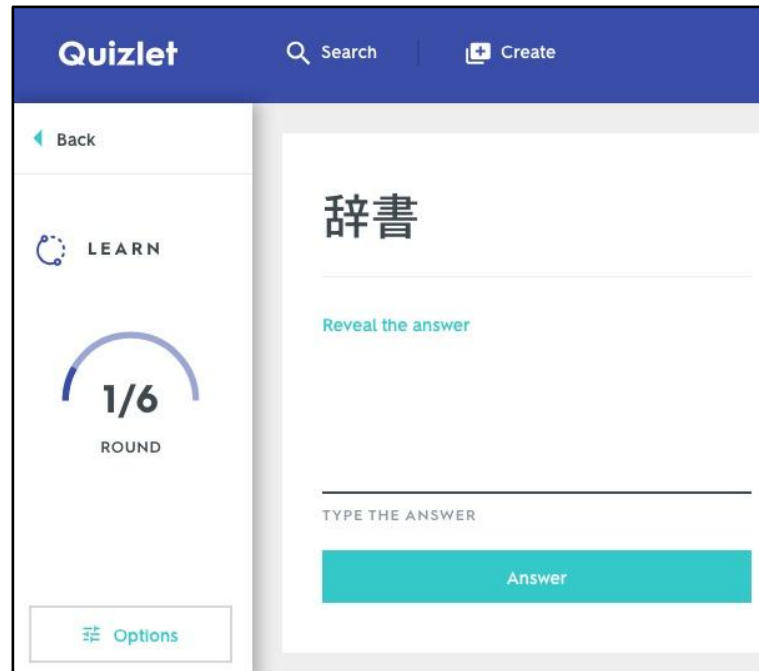 Quizlet
Search
Create
Back
LEARN
1/6
ROUND
Options
辞書
Reveal the answer
TYPE THE ANSWER
Answer